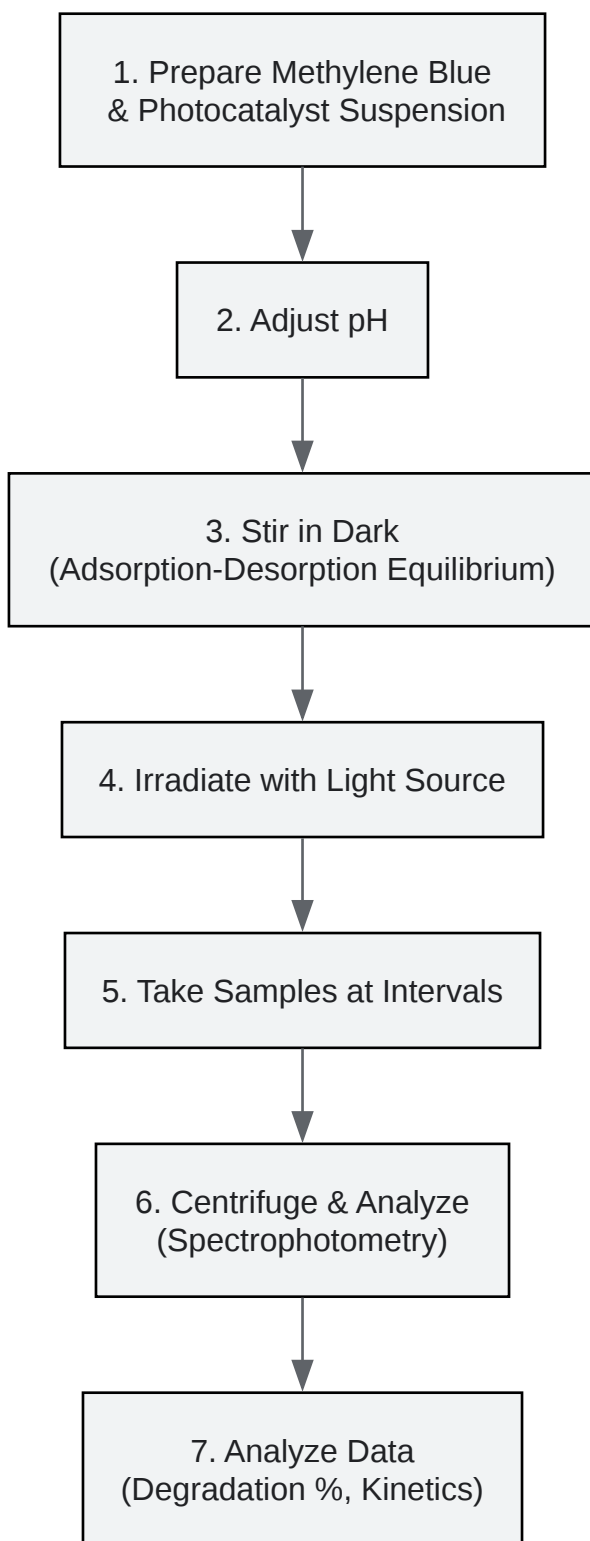 1. Prepare Methylene Blue
& Photocatalyst Suspension
2. Adjust pH
3. Stir in Dark
(Adsorption-Desorption Equilibrium)
4. Irradiate with Light Source
5. Take Samples at Intervals
6. Centrifuge & Analyze
(Spectrophotometry)
7. Analyze Data
(Degradation %, Kinetics)